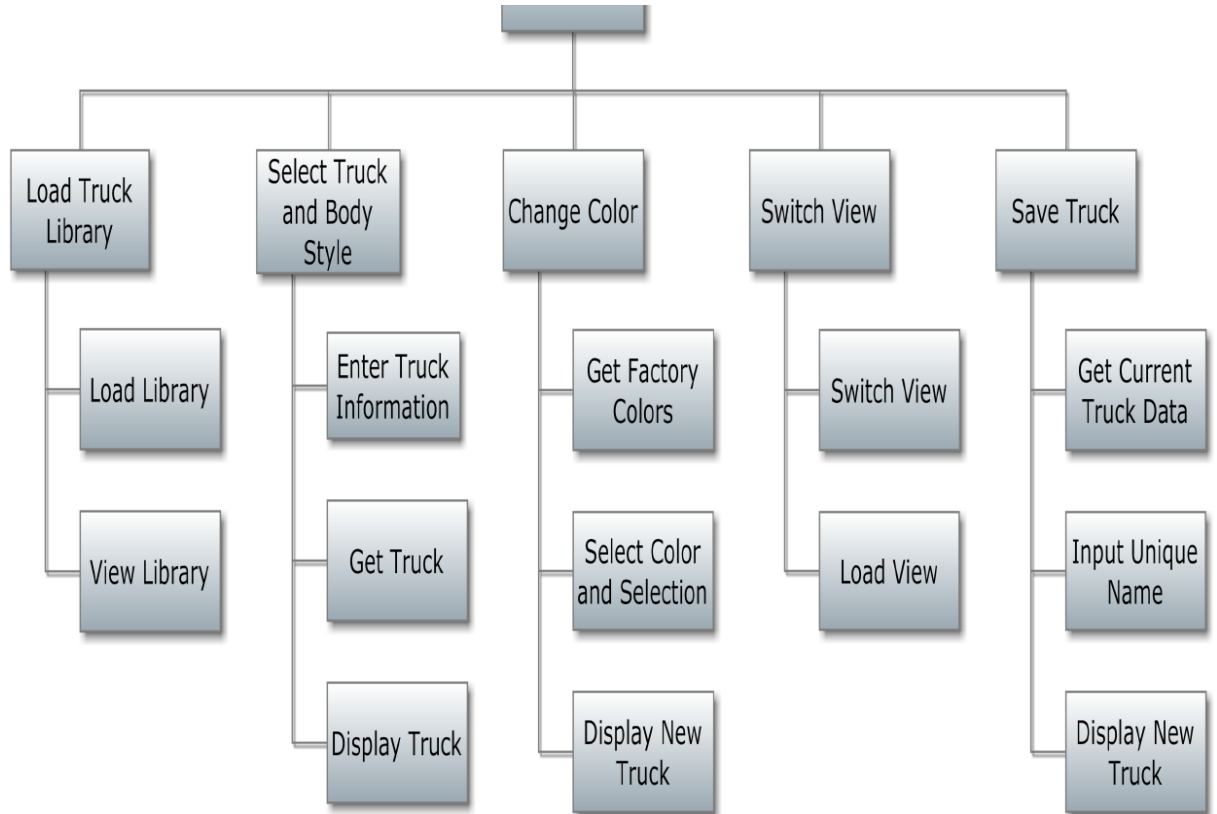 Load Truck
Library
Load Library
View Library
Select Truck
and Body
Style
Enter Truck
Information
Get Truck
Display Truck
Change Color
Get Factory
Colors
Select Color
and Selection
Display New
Truck
Switch View
Switch View
Load View
Save Truck
Get Current
Truck Data
Input Unique
Name
Display New
Truck